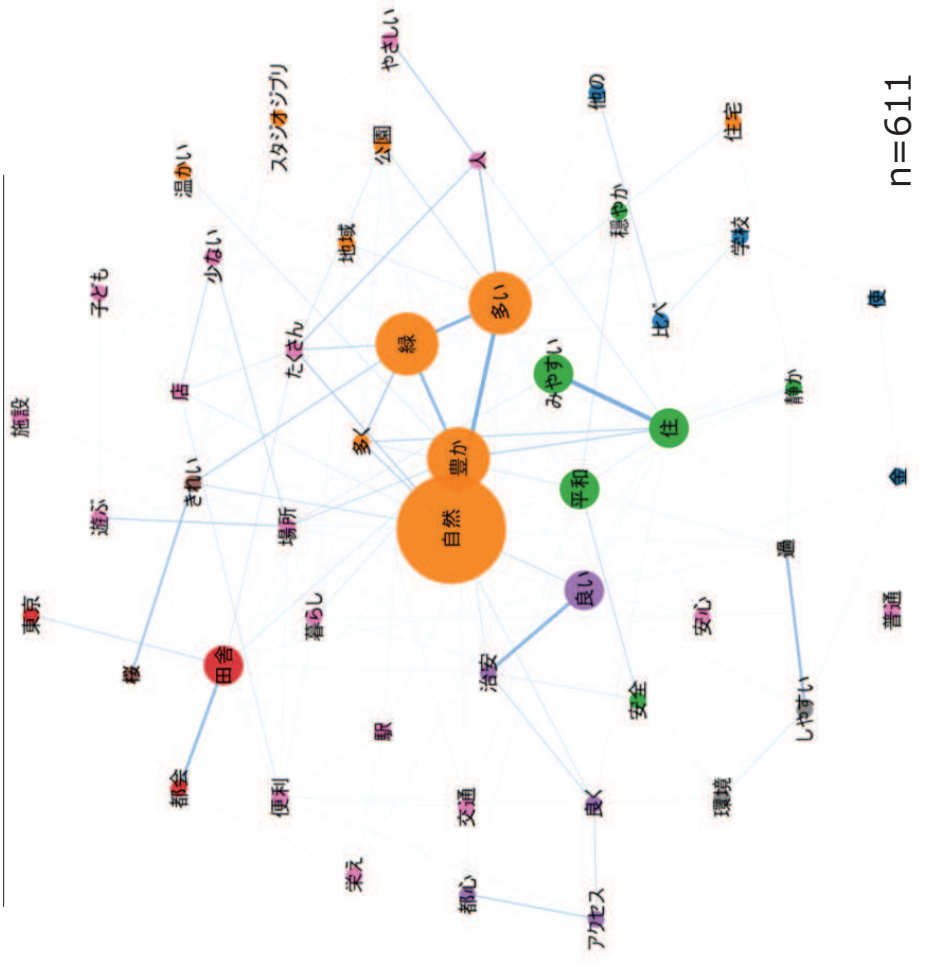 東京
施設
遊ぶ
子ども
桜
都会
店
温かい
きれい
少ない
田舎
スタジオジブリ
便利
場所
たくさん
暮らし
地域
栄え
多く
駅
公園
やさしい
緑
自然
豊か
都心
交通
人
治安
多い
みやすい
平和
良い
アクセス
良く
他の
穏やか
安全
比べ
住
安心
環境
学校
住宅
過
静か
しやすい
使
普通
金
n=611